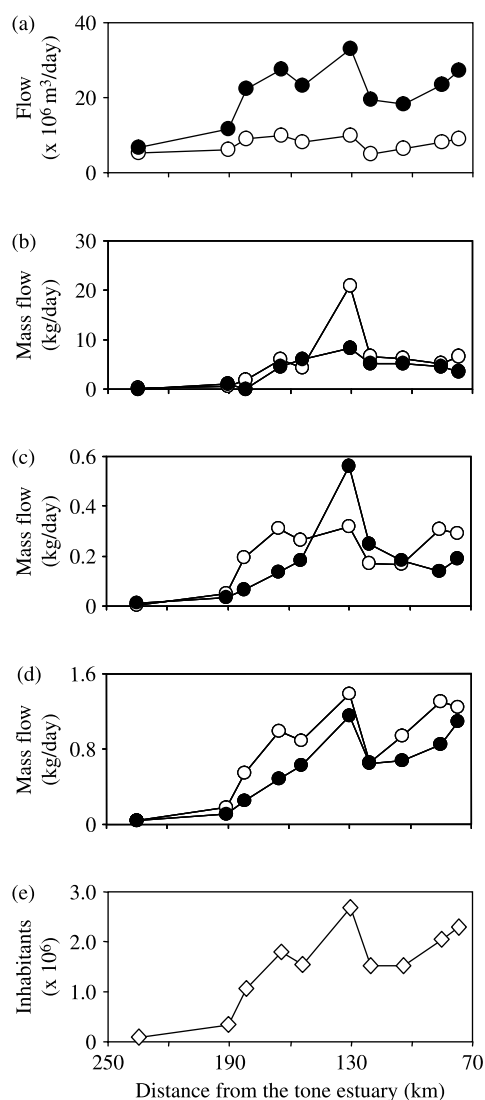 (a)
Flow
(x 10⁶ m³/day)
40
20
0
(b)
Mass flow
(kg/day)
30
20
10
0
(c)
Mass flow
(kg/day)
0.6
0.4
0.2
0
(d)
Mass flow
(kg/day)
1.6
0.8
0
(e)
Inhabitants
(x 10⁶)
3.0
2.0
1.0
0
250 190 130 70
Distance from the tone estuary (km)